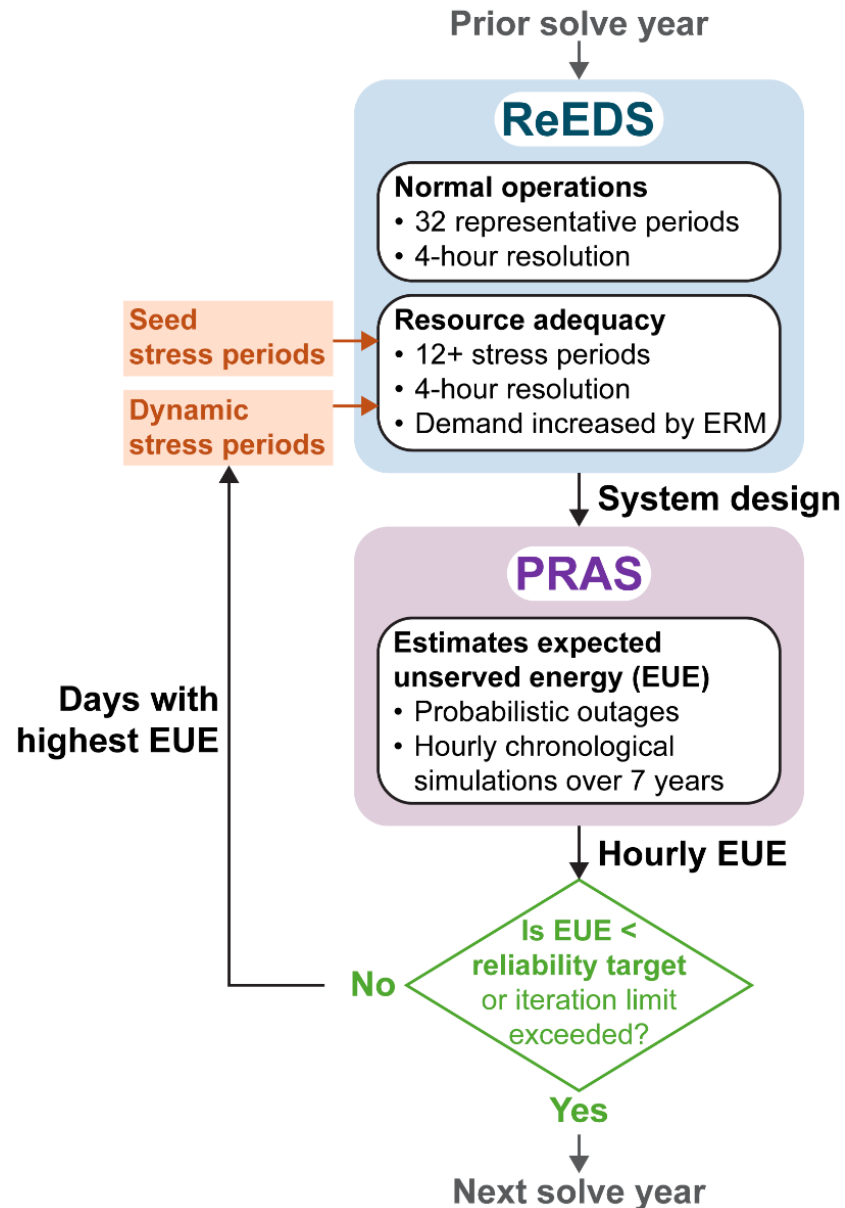 Prior solve year
ReEDS
Normal operations
• 32 representative periods
• 4-hour resolution
Seed
stress periods
Dynamic
stress periods
Resource adequacy
• 12+ stress periods
• 4-hour resolution
• Demand increased by ERM
System design
PRAS
Estimates expected
unserved energy (EUE)
• Probabilistic outages
• Hourly chronological
simulations over 7 years
Days with
highest EUE
Hourly EUE
Is EUE <
reliability target
or iteration limit
exceeded?
No
Yes
Next solve year